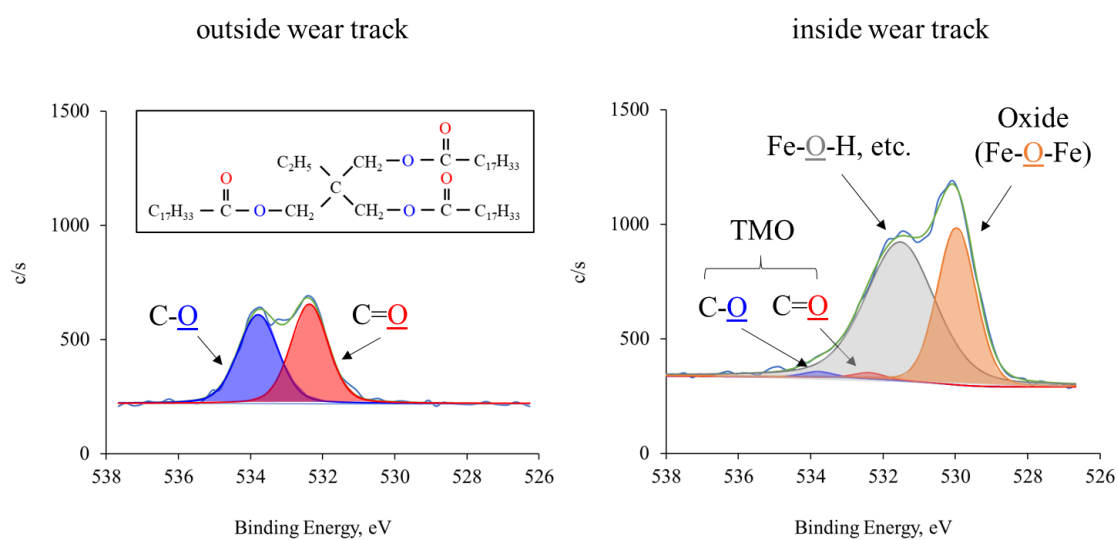 outside wear track
1500
1000
500
0
c/s
O
C₂H₅
CH₂
O
C
C₁₇H₃₃
O
C
O
C₁₇H₃₃
C
O
CH₂
CH₂
O
C
C₁₇H₃₃
C-O
C=O
538
536
534
532
530
528
526
Binding Energy, eV
inside wear track
1500
1000
500
0
c/s
Oxide
(Fe-O-Fe)
Fe-O-H, etc.
TMO
C-O
C=O
538
536
534
532
530
528
526
Binding Energy, eV